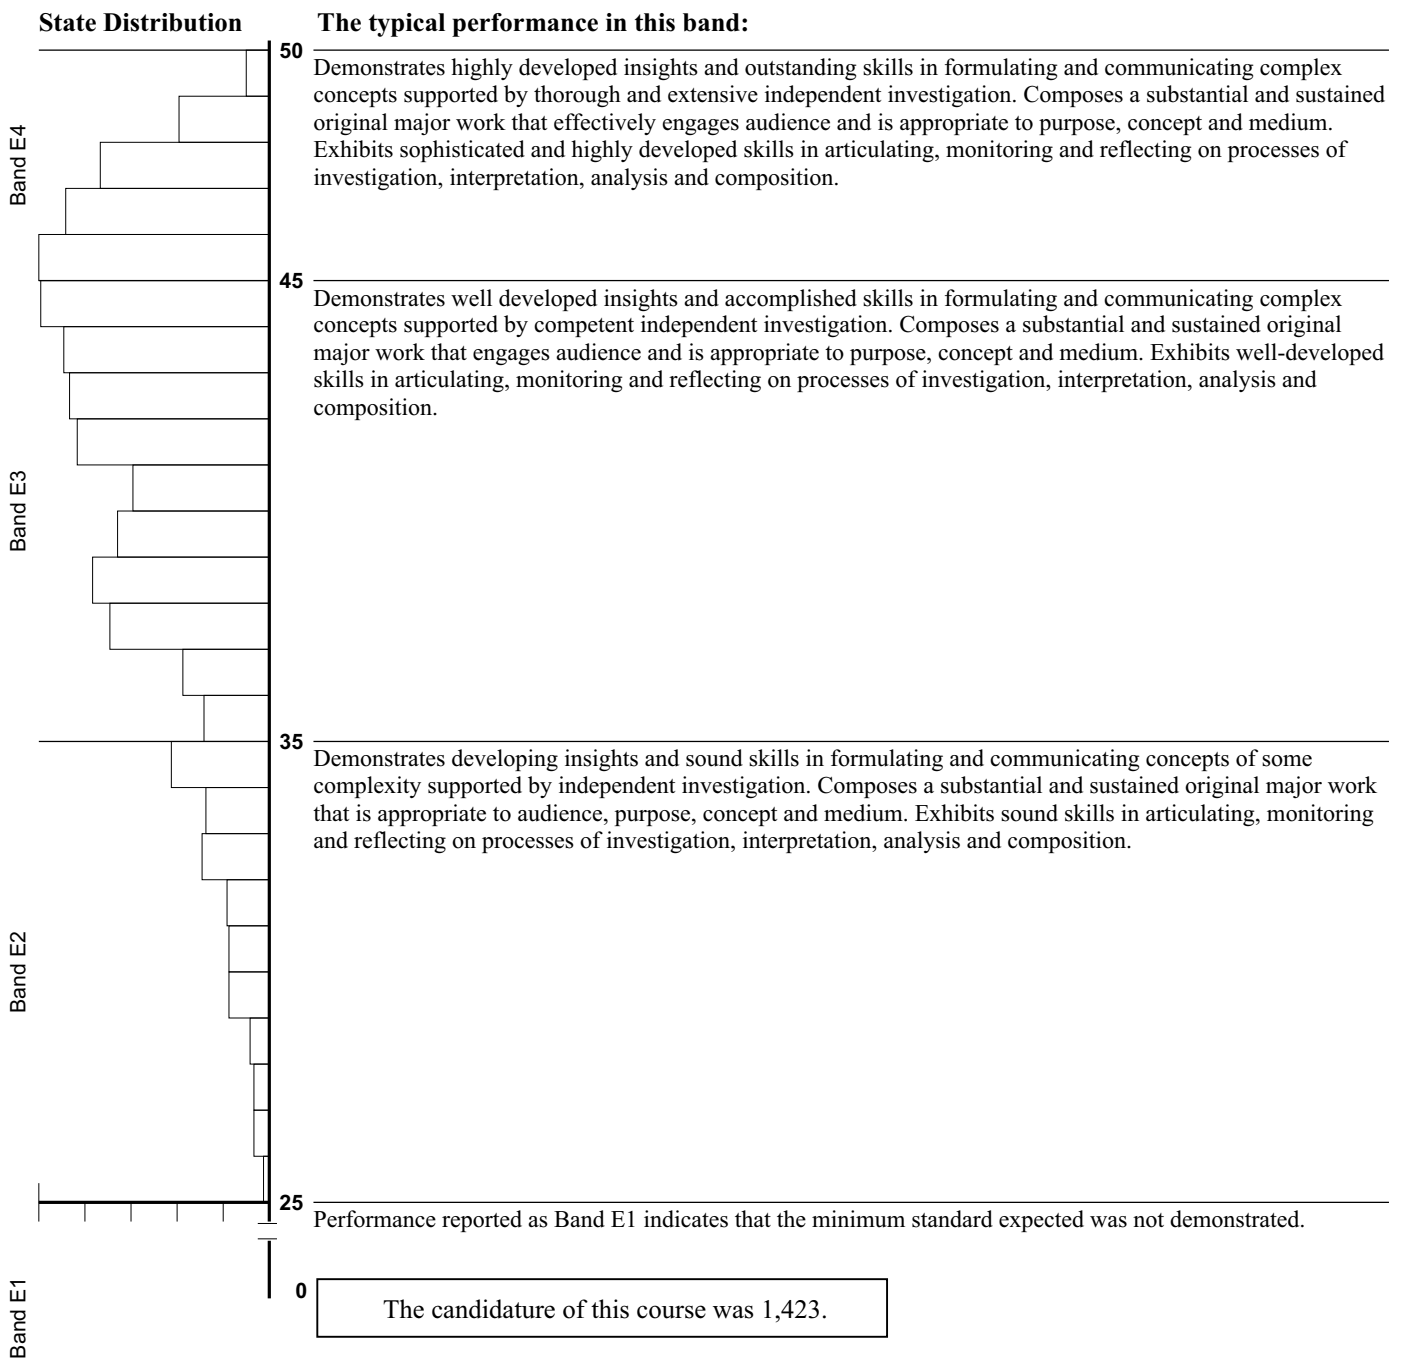 State Distribution
The typical performance in this band:
50
Demonstrates highly developed insights and outstanding skills in formulating and communicating complex
concepts supported by thorough and extensive independent investigation. Composes a substantial and sustained
original major work that effectively engages audience and is appropriate to purpose, concept and medium.
Exhibits sophisticated and highly developed skills in articulating, monitoring and reflecting on processes of
investigation, interpretation, analysis and composition.
Band E4
45
Demonstrates well developed insights and accomplished skills in formulating and communicating complex
concepts supported by competent independent investigation. Composes a substantial and sustained original
major work that engages audience and is appropriate to purpose, concept and medium. Exhibits well-developed
skills in articulating, monitoring and reflecting on processes of investigation, interpretation, analysis and
composition.
Band E3
35
Demonstrates developing insights and sound skills in formulating and communicating concepts of some
complexity supported by independent investigation. Composes a substantial and sustained original major work
that is appropriate to audience, purpose, concept and medium. Exhibits sound skills in articulating, monitoring
and reflecting on processes of investigation, interpretation, analysis and composition.
Band E2
25
Performance reported as Band E1 indicates that the minimum standard expected was not demonstrated.
0
Band E1
The candidature of this course was 1,423.